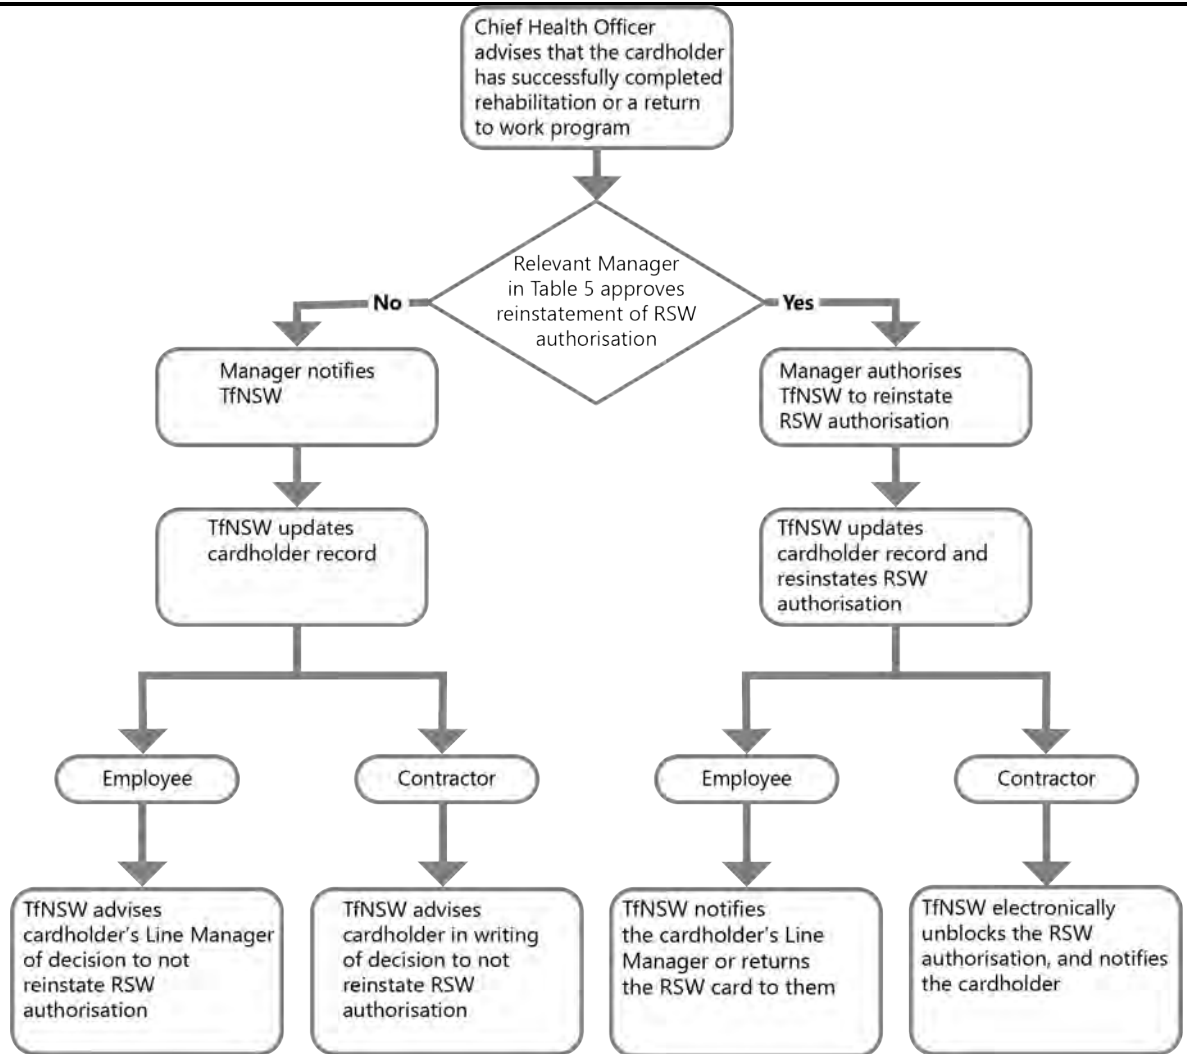 Chief Health Officer
advises that the cardholder
has successfully completed
rehabilitation or a return
to work program
Relevant Manager
in Table 5 approves
reinstatement of RSW
authorisation
No
Yes
Manager notifies
TfNSW
Manager authorises
TfNSW to reinstate
RSW authorisation
TfNSW updates
cardholder record
TfNSW updates
cardholder record and
resinstates RSW
authorisation
Employee
Contractor
Employee
Contractor
TfNSW advises
cardholder's Line Manager
of decision to not
reinstate RSW
authorisation
TfNSW advises
cardholder in writing
of decision to not
reinstate RSW
authorisation
TfNSW notifies
the cardholder's Line
Manager or returns
the RSW card to them
TfNSW electronically
unblocks the RSW
authorisation, and notifies
the cardholder